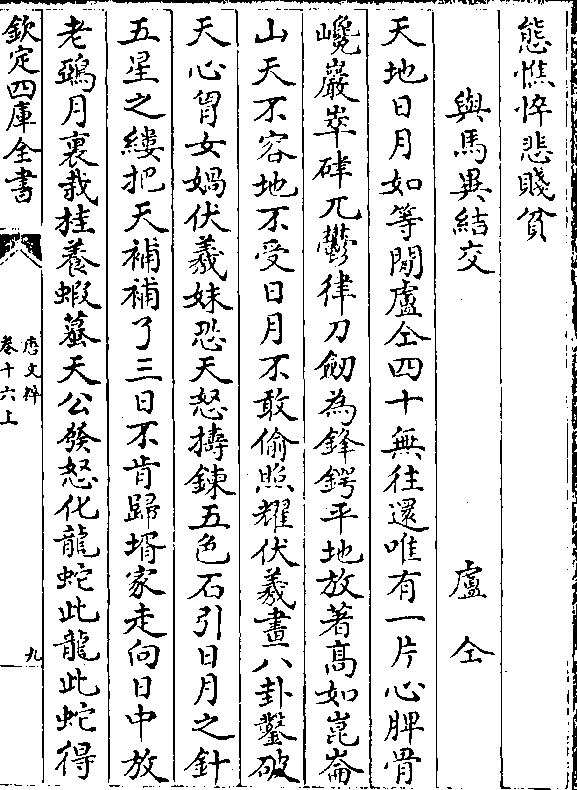 態憔悴悲賤貧
與馬異結交　盧仝
天地日月如等閒盧仝四十無往還唯有一片心脾骨
巉巖崒硉兀鬱律刀劒為鋒鍔平地放著髙如崑崙
山天不容地不受日月不敢偷照耀伏羲畫八卦鑿破
天心胷女媧伏羲妹恐天怒擣鍊五色石引日月之針
五星之縷把天補補了三日不肯歸壻家走向日中放
老鵶月裏栽桂養蝦蟇天公發怒化龍蛇此龍此蛇得
欽定四庫全書
唐文粹
卷十六上
九